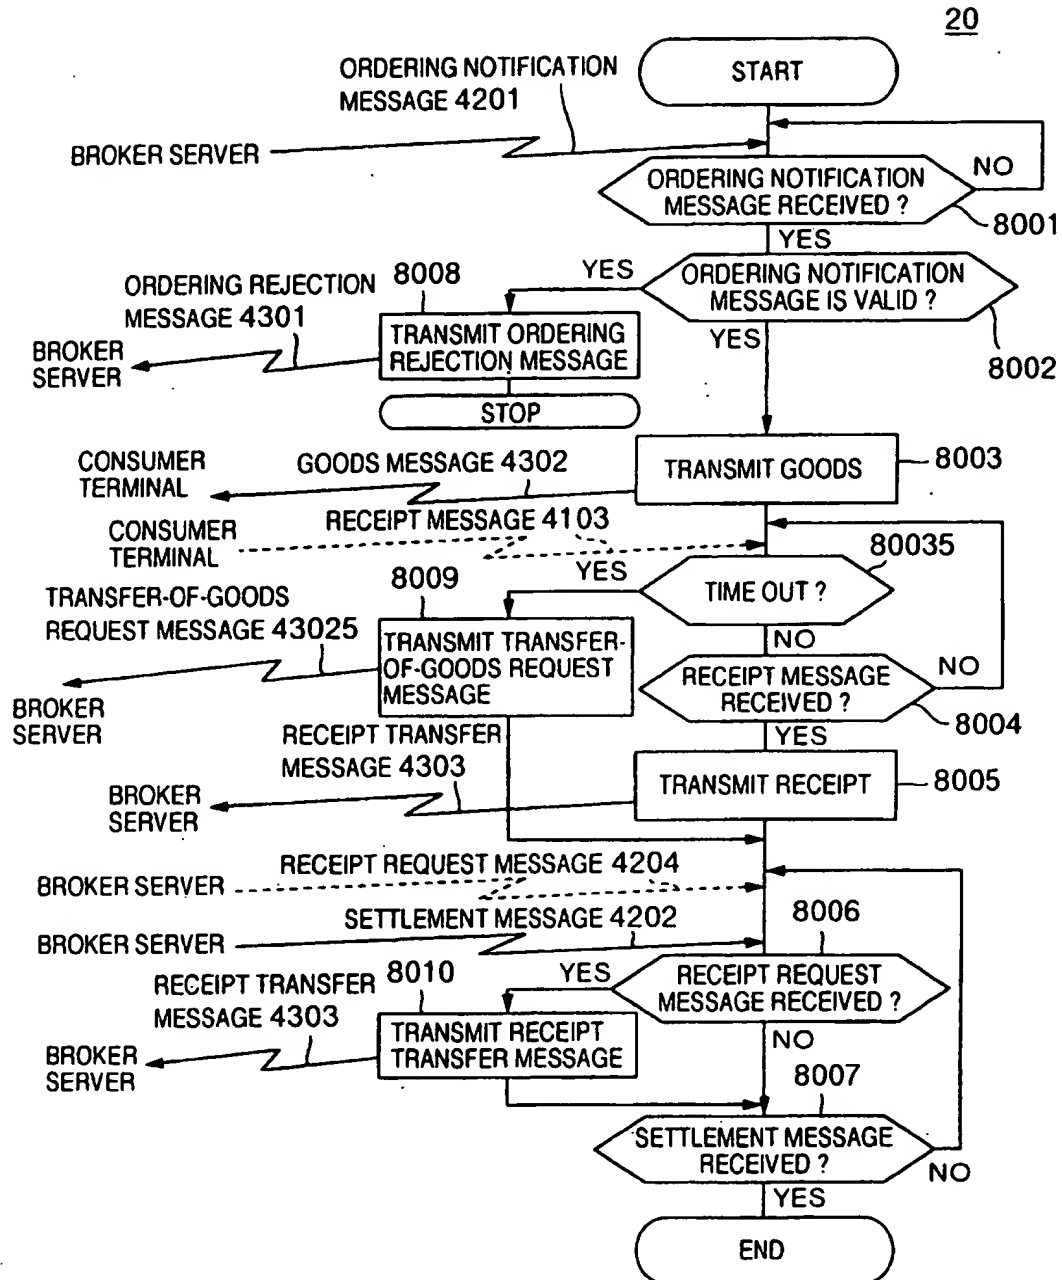 20
START
ORDERING NOTIFICATION
MESSAGE 4201
BROKER SERVER
ORDERING NOTIFICATION
MESSAGE RECEIVED ?
NO
8001
YES
ORDERING NOTIFICATION
MESSAGE IS VALID ?
YES
YES
8002
8008
TRANSMIT ORDERING
REJECTION MESSAGE
ORDERING REJECTION
MESSAGE 4301
BROKER
SERVER
STOP
TRANSMIT GOODS
8003
CONSUMER
TERMINAL
GOODS MESSAGE 4302
RECEIPT MESSAGE 4103
CONSUMER
TERMINAL
80035
TIME OUT ?
YES
NO
8009
TRANSMIT TRANSFER-
OF-GOODS REQUEST
MESSAGE
TRANSFER-OF-GOODS
REQUEST MESSAGE 43025
BROKER
SERVER
RECEIPT MESSAGE
RECEIVED ?
NO
8004
YES
TRANSMIT RECEIPT
8005
RECEIPT TRANSFER
MESSAGE 4303
BROKER
SERVER
RECEIPT REQUEST MESSAGE 4204
BROKER SERVER
SETTLEMENT MESSAGE 4202
BROKER SERVER
8006
RECEIPT REQUEST
MESSAGE RECEIVED ?
YES
NO
8010
TRANSMIT RECEIPT
TRANSFER MESSAGE
RECEIPT TRANSFER
MESSAGE 4303
BROKER
SERVER
8007
SETTLEMENT MESSAGE
RECEIVED ?
NO
YES
END